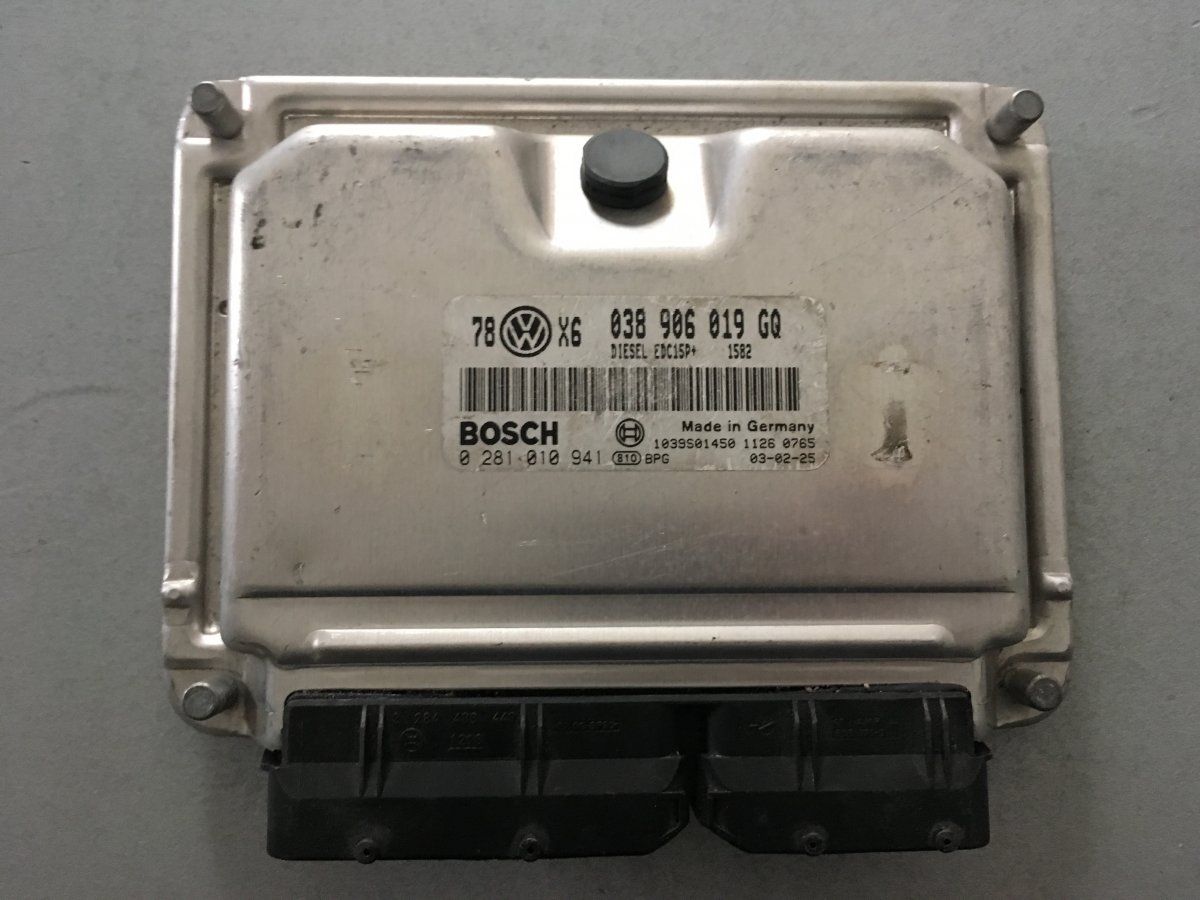 78 VW X6 038 906 019 GQ
DIESEL EDC15P+ 1582
BOSCH Made in Germany
1039S01450 1126 0765
0 281 010 941 810 BPG 03-02-25